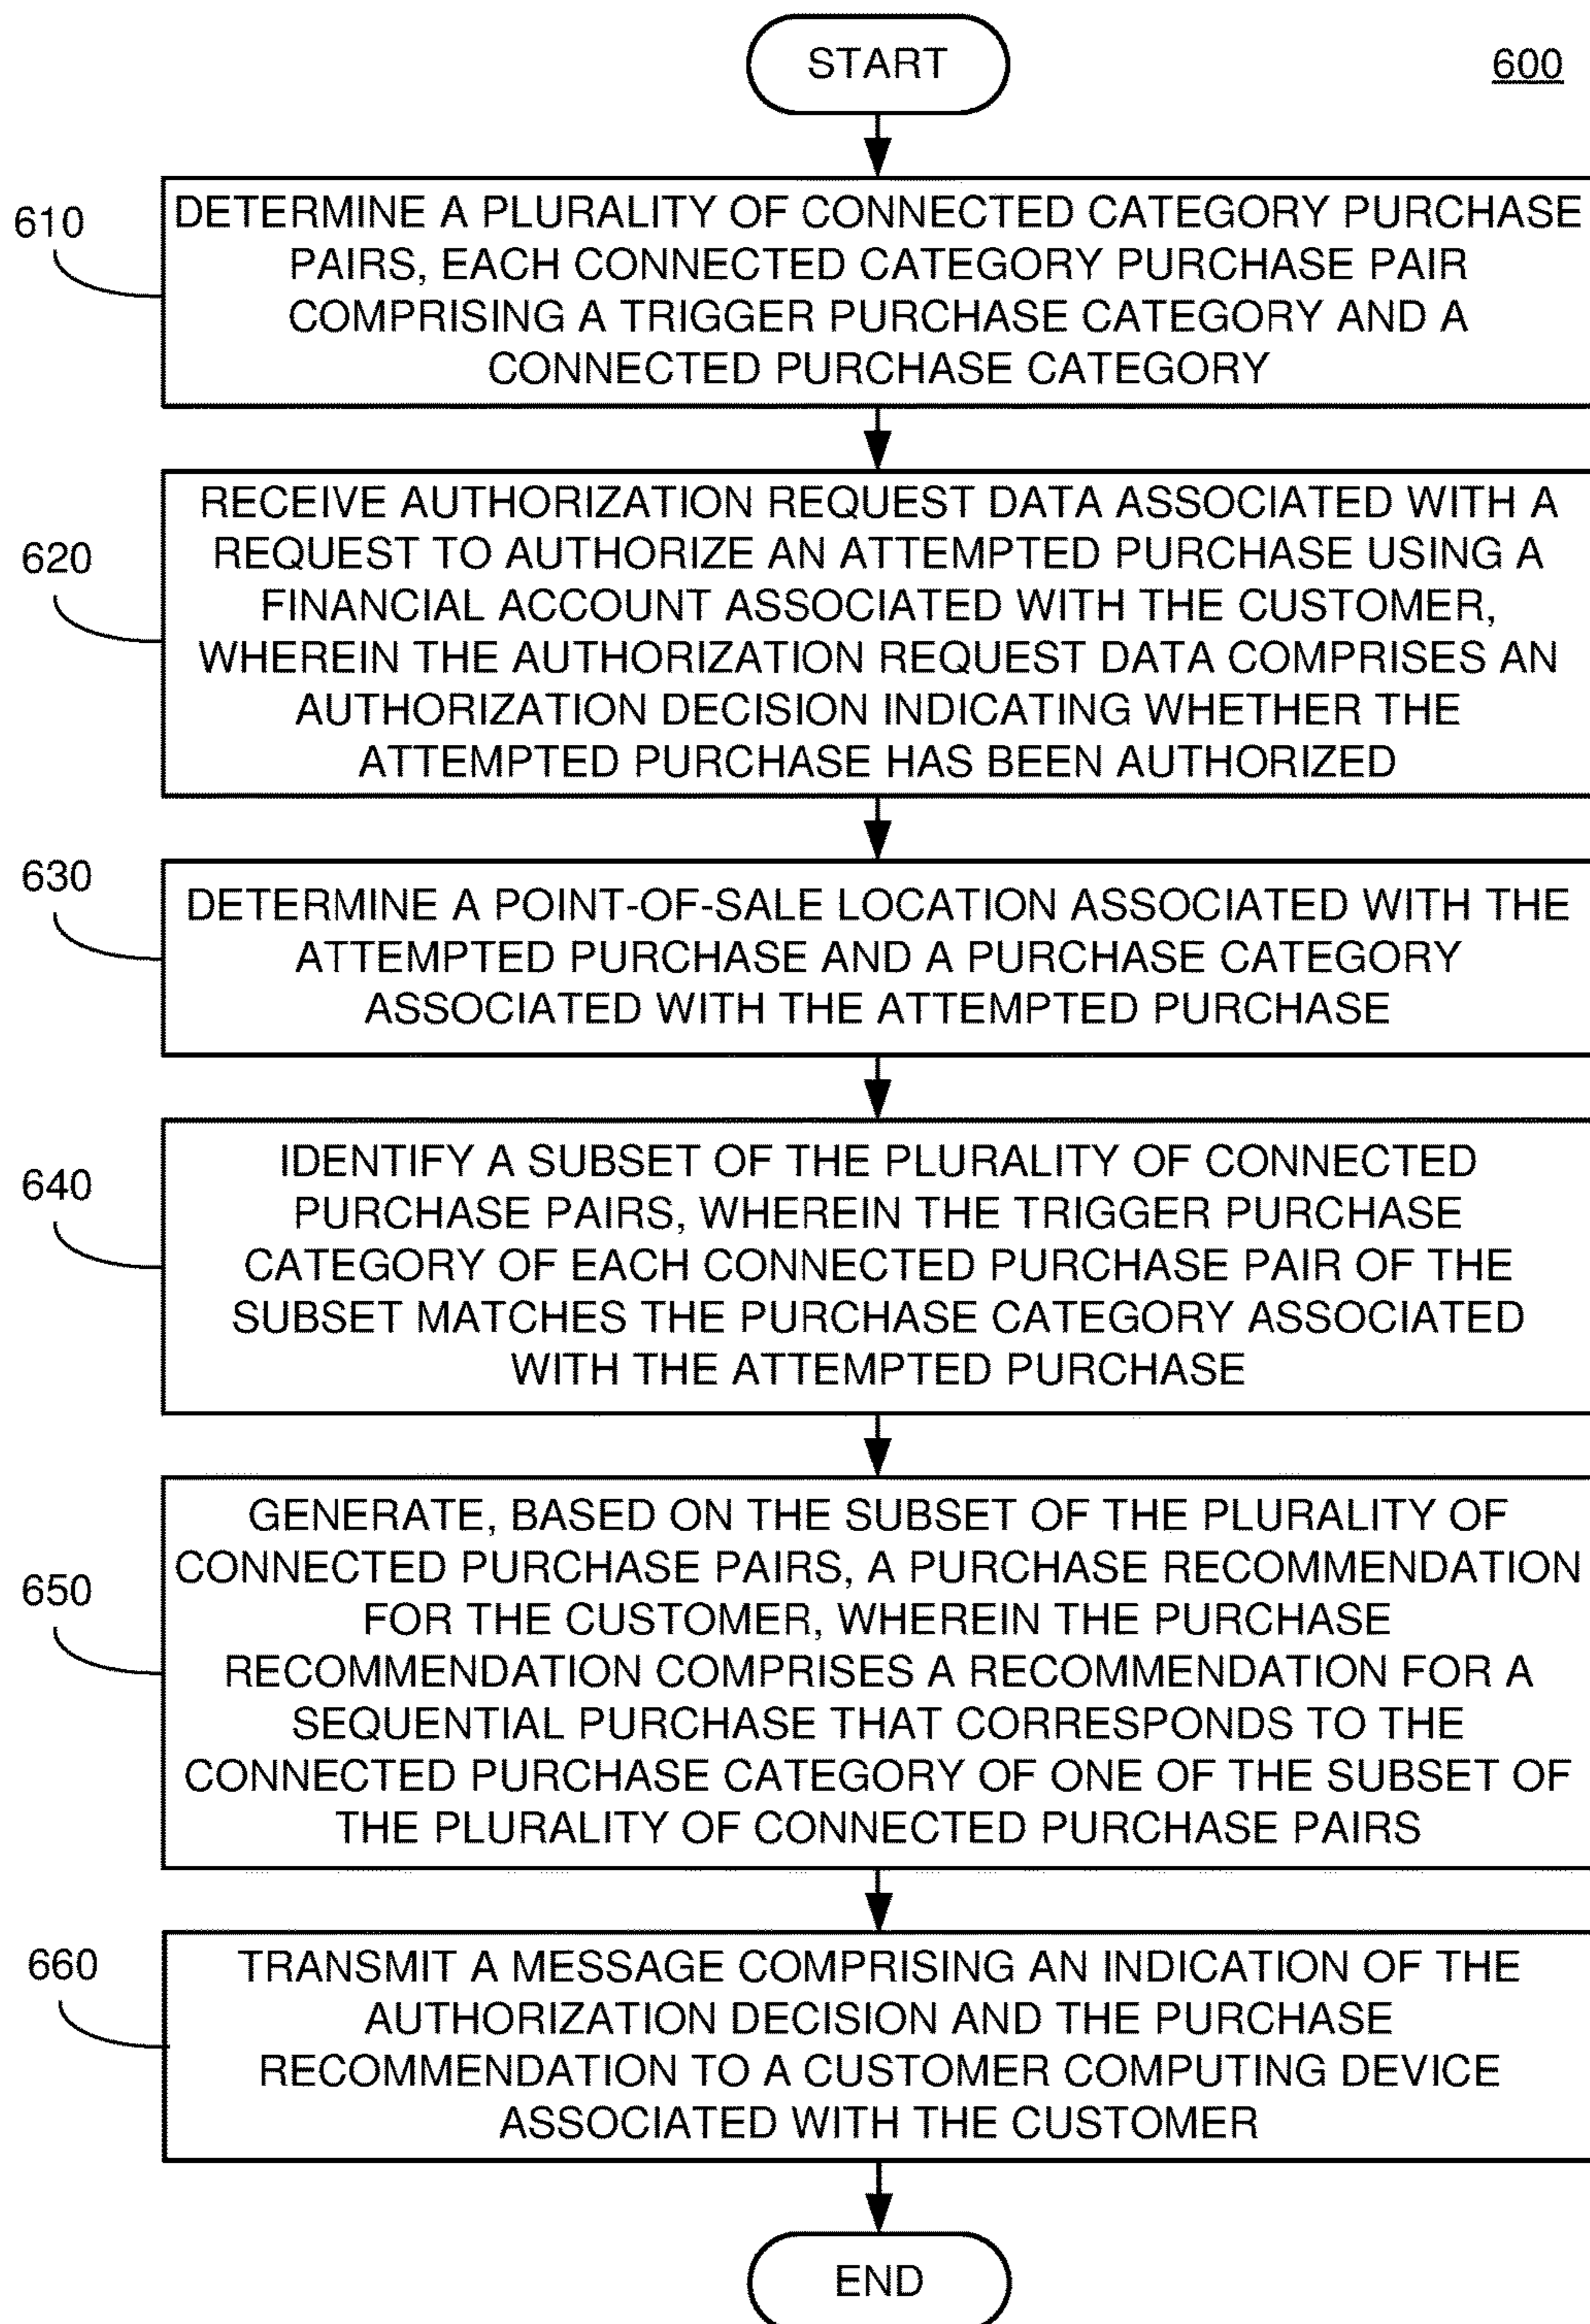 START
600
610
DETERMINE A PLURALITY OF CONNECTED CATEGORY PURCHASE
PAIRS, EACH CONNECTED CATEGORY PURCHASE PAIR
COMPRISING A TRIGGER PURCHASE CATEGORY AND A
CONNECTED PURCHASE CATEGORY
620
RECEIVE AUTHORIZATION REQUEST DATA ASSOCIATED WITH A
REQUEST TO AUTHORIZE AN ATTEMPTED PURCHASE USING A
FINANCIAL ACCOUNT ASSOCIATED WITH THE CUSTOMER,
WHEREIN THE AUTHORIZATION REQUEST DATA COMPRISES AN
AUTHORIZATION DECISION INDICATING WHETHER THE
ATTEMPTED PURCHASE HAS BEEN AUTHORIZED
630
DETERMINE A POINT-OF-SALE LOCATION ASSOCIATED WITH THE
ATTEMPTED PURCHASE AND A PURCHASE CATEGORY
ASSOCIATED WITH THE ATTEMPTED PURCHASE
640
IDENTIFY A SUBSET OF THE PLURALITY OF CONNECTED
PURCHASE PAIRS, WHEREIN THE TRIGGER PURCHASE
CATEGORY OF EACH CONNECTED PURCHASE PAIR OF THE
SUBSET MATCHES THE PURCHASE CATEGORY ASSOCIATED
WITH THE ATTEMPTED PURCHASE
650
GENERATE, BASED ON THE SUBSET OF THE PLURALITY OF
CONNECTED PURCHASE PAIRS, A PURCHASE RECOMMENDATION
FOR THE CUSTOMER, WHEREIN THE PURCHASE
RECOMMENDATION COMPRISES A RECOMMENDATION FOR A
SEQUENTIAL PURCHASE THAT CORRESPONDS TO THE
CONNECTED PURCHASE CATEGORY OF ONE OF THE SUBSET OF
THE PLURALITY OF CONNECTED PURCHASE PAIRS
660
TRANSMIT A MESSAGE COMPRISING AN INDICATION OF THE
AUTHORIZATION DECISION AND THE PURCHASE
RECOMMENDATION TO A CUSTOMER COMPUTING DEVICE
ASSOCIATED WITH THE CUSTOMER
END